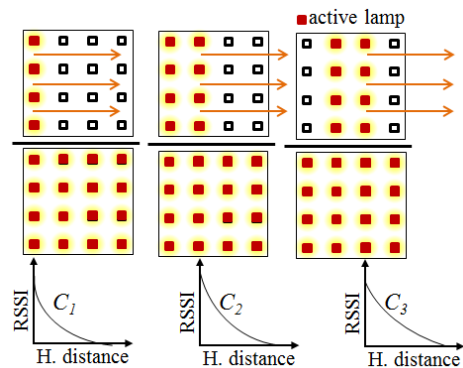 active lamp
RSSI
C1
H. distance
RSSI
C2
H. distance
RSSI
C3
H. distance